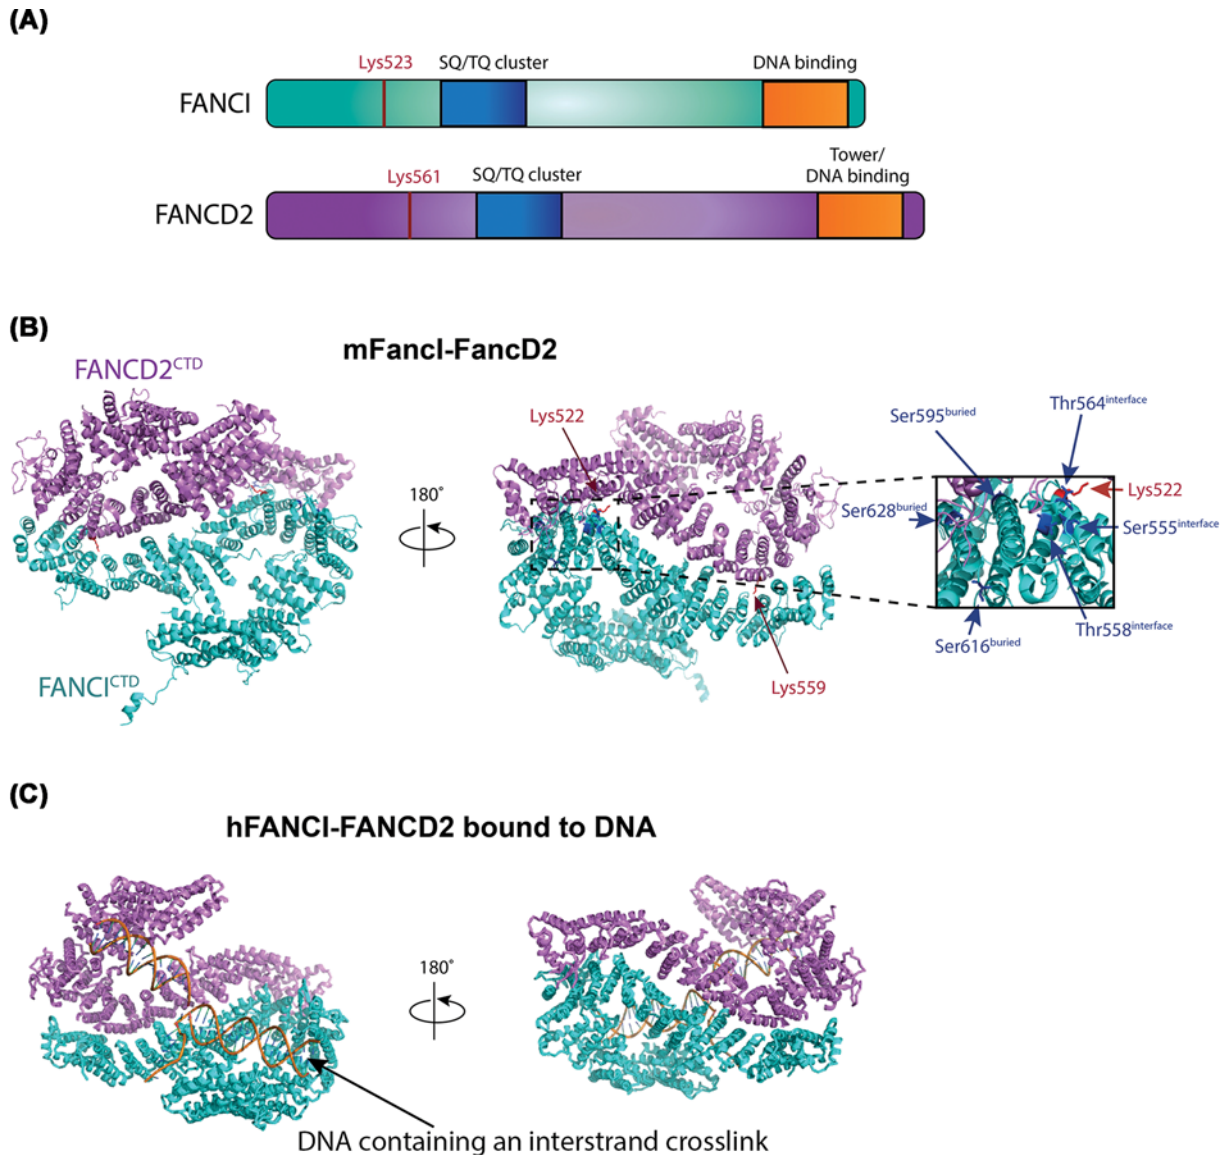 (A)
Lys523
SQ/TQ cluster
DNA binding
FANCI
Lys561
SQ/TQ cluster
Tower/
DNA binding
FANCD2
(B)
mFancI-FancD2
FANCD2CTD
FANCICTD
180°
Lys522
Lys559
Ser595buried
Thr564interface
Lys522
Ser628buried
Ser555interface
Ser616buried
Thr558interface
(C)
hFANCI-FANCD2 bound to DNA
180°
DNA containing an interstrand crosslink